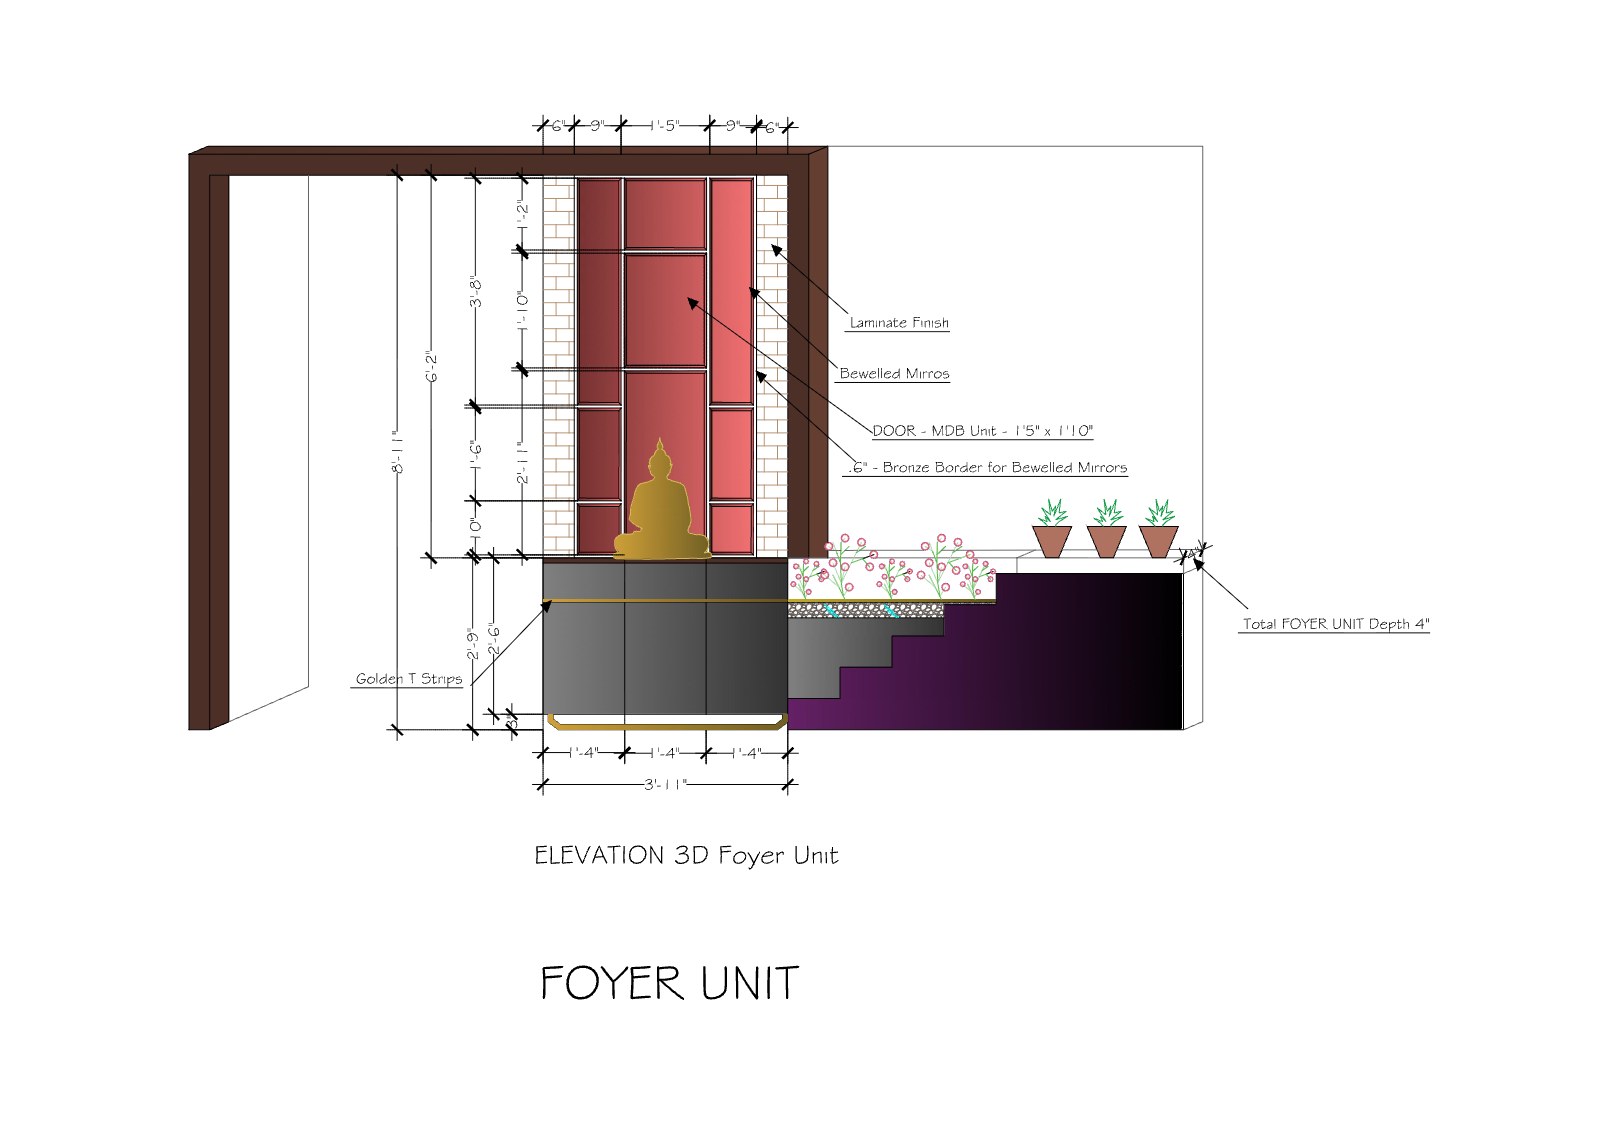 6" 9" 1'-5" 9" 6"
1'-2"
3'-8"
1'-10"
6'-2"
8'-11"
1'-6"
2'-11"
10"
2'-9"
2'-6"
3"
Laminate Finish
Bewelled Mirros
DOOR - MDB Unit - 1'5" x 1'10"
.6" - Bronze Border for Bewelled Mirrors
4"
Total FOYER UNIT Depth 4"
Golden T Strips
1'-4" 1'-4" 1'-4"
3'-11"
ELEVATION 3D Foyer Unit
FOYER UNIT